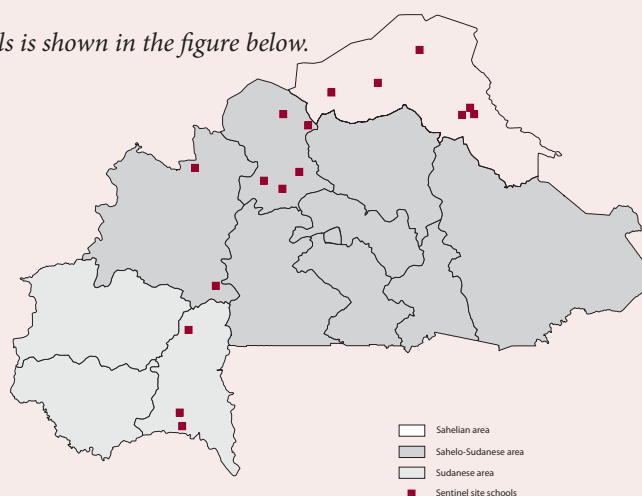 ls is shown in the figure below.
Sahelian area
Sahelo-Sudanese area
Sudanese area
Sentinel site schools